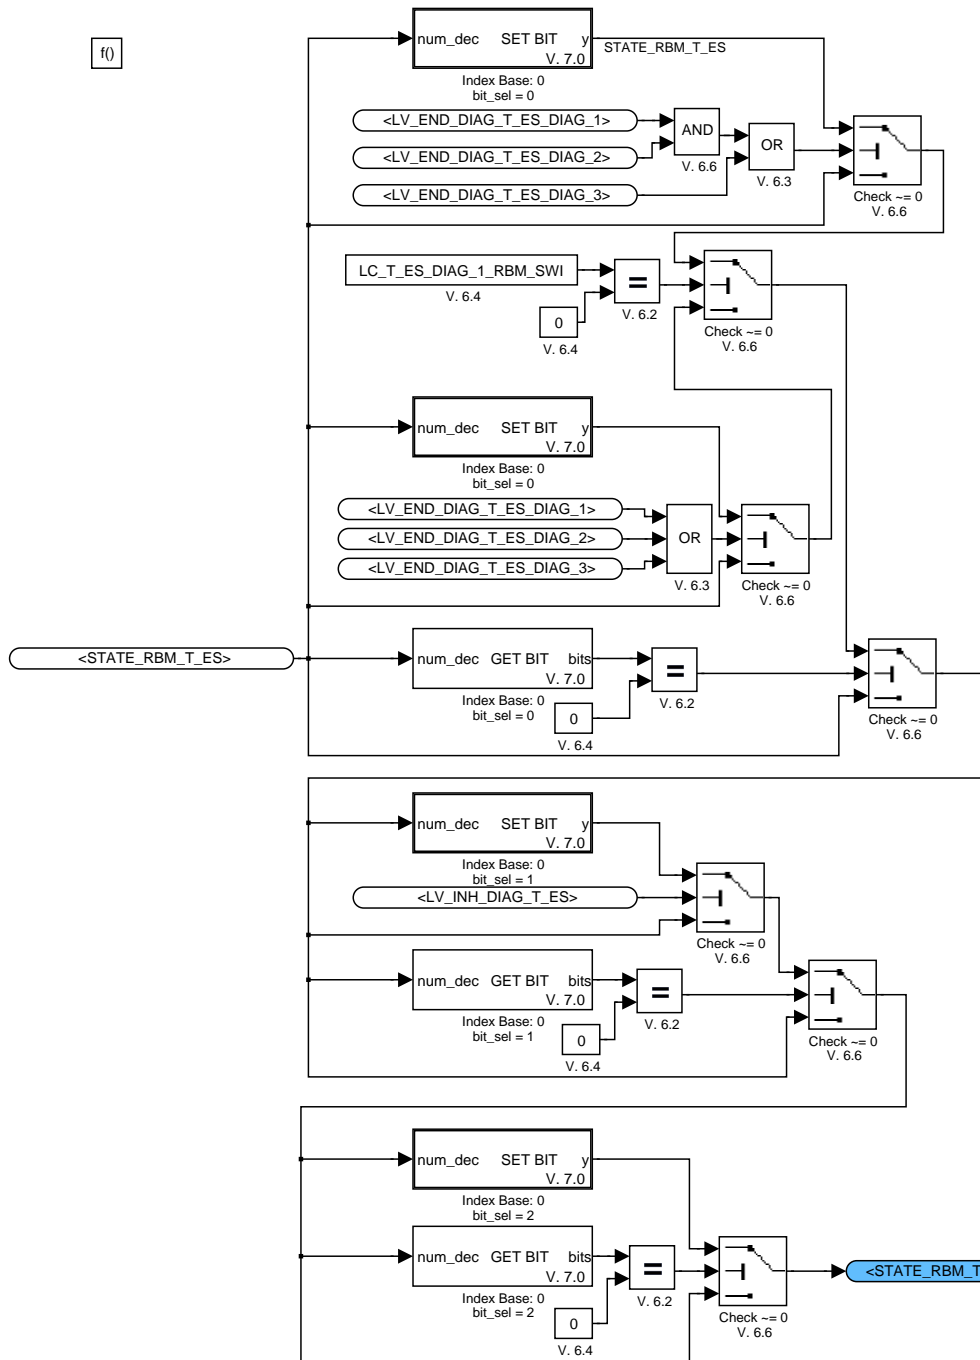 f()
num_dec SET BIT y
V. 7.0
STATE_RBM_T_ES
Index Base: 0
bit_sel = 0
<LV_END_DIAG_T_ES_DIAG_1>
<LV_END_DIAG_T_ES_DIAG_2>
<LV_END_DIAG_T_ES_DIAG_3>
AND
V. 6.6
OR
V. 6.3
Check ~= 0
V. 6.6
LC_T_ES_DIAG_1_RBM_SWI
V. 6.4
0
V. 6.4
=
V. 6.2
Check ~= 0
V. 6.6
num_dec SET BIT y
V. 7.0
Index Base: 0
bit_sel = 0
<LV_END_DIAG_T_ES_DIAG_1>
<LV_END_DIAG_T_ES_DIAG_2>
<LV_END_DIAG_T_ES_DIAG_3>
OR
V. 6.3
Check ~= 0
V. 6.6
<STATE_RBM_T_ES>
num_dec GET BIT bits
V. 7.0
Index Base: 0
bit_sel = 0
0
V. 6.4
=
V. 6.2
Check ~= 0
V. 6.6
num_dec SET BIT y
V. 7.0
Index Base: 0
bit_sel = 1
<LV_INH_DIAG_T_ES>
Check ~= 0
V. 6.6
num_dec GET BIT bits
V. 7.0
Index Base: 0
bit_sel = 1
0
V. 6.4
=
V. 6.2
Check ~= 0
V. 6.6
num_dec SET BIT y
V. 7.0
Index Base: 0
bit_sel = 2
num_dec GET BIT bits
V. 7.0
Index Base: 0
bit_sel = 2
0
V. 6.4
=
V. 6.2
Check ~= 0
V. 6.6
<STATE_RBM_T